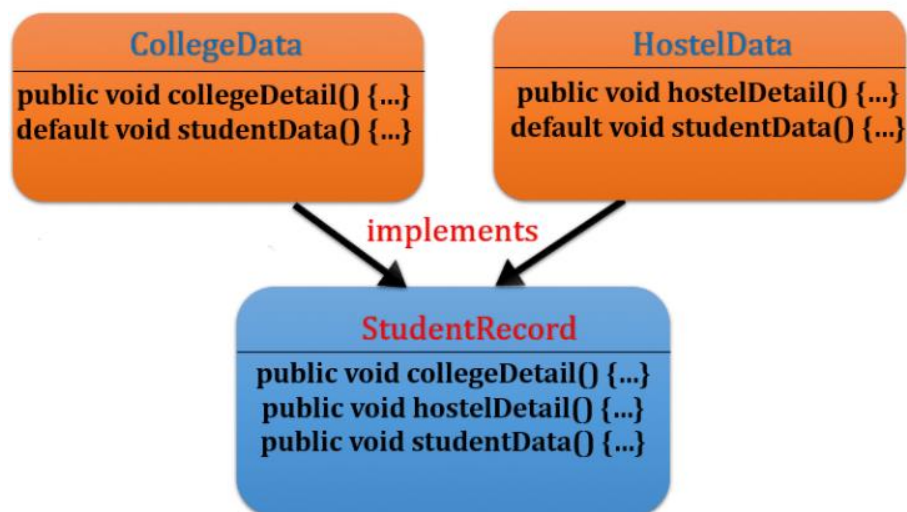 CollegeData
public void collegeDetail() {...}
default void studentData() {...}
HostelData
public void hostelDetail() {...}
default void studentData() {...}
implements
StudentRecord
public void collegeDetail() {...}
public void hostelDetail() {...}
public void studentData() {...}